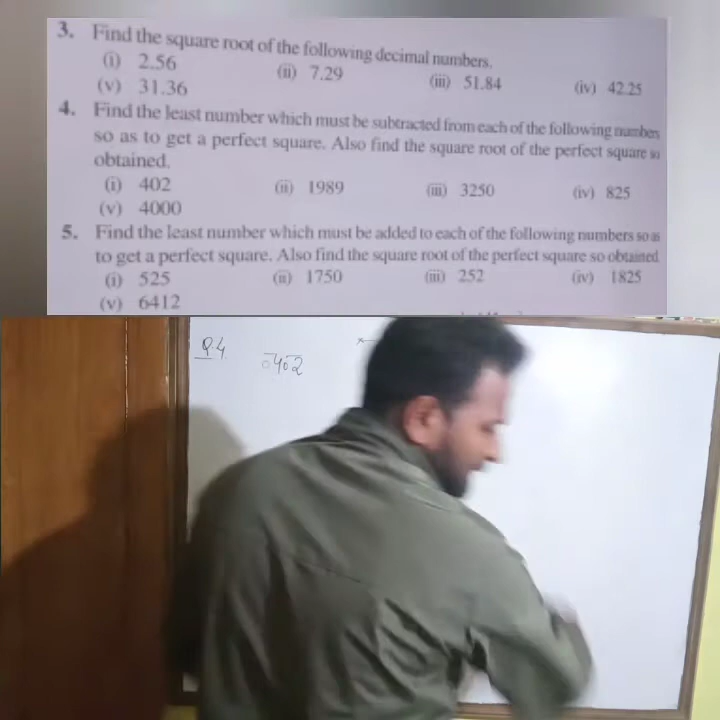 3. Find the square root of the following decimal numbers.
(i) 2.56 (ii) 7.29 (iii) 51.84 (iv) 42.25
(v) 31.36
4. Find the least number which must be subtracted from each of the following numbers
so as to get a perfect square. Also find the square root of the perfect square so
obtained.
(i) 402 (ii) 1989 (iii) 3250 (iv) 825
(v) 4000
5. Find the least number which must be added to each of the following numbers so as
to get a perfect square. Also find the square root of the perfect square so obtained
(i) 525 (ii) 1750 (iii) 252 (iv) 1825
(v) 6412
Q.4. 0402